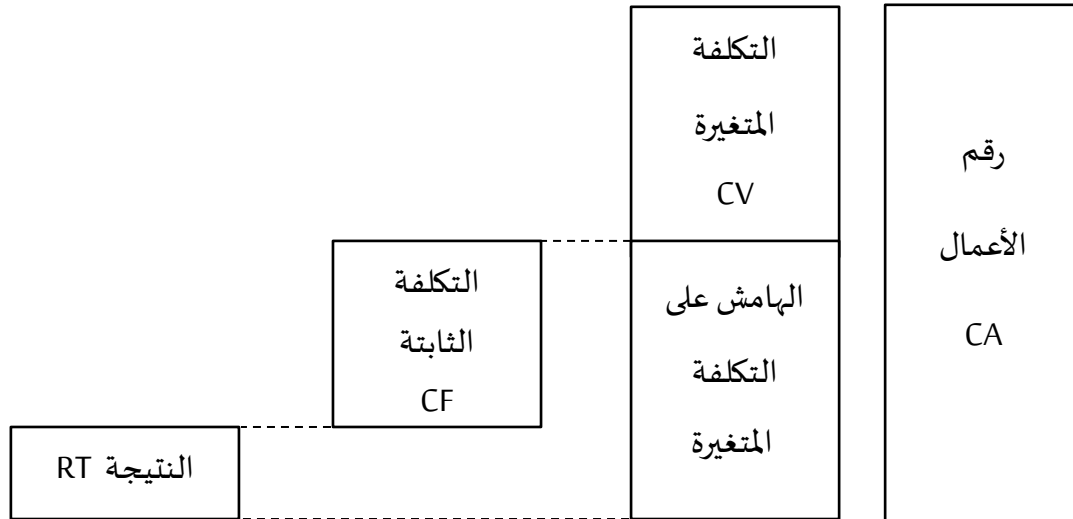 رقم
الأعمال
CA
التكلفة
المتغيرة
CV
الهامش على
التكلفة
المتغيرة
التكلفة
الثابتة
CF
النتيجة RT